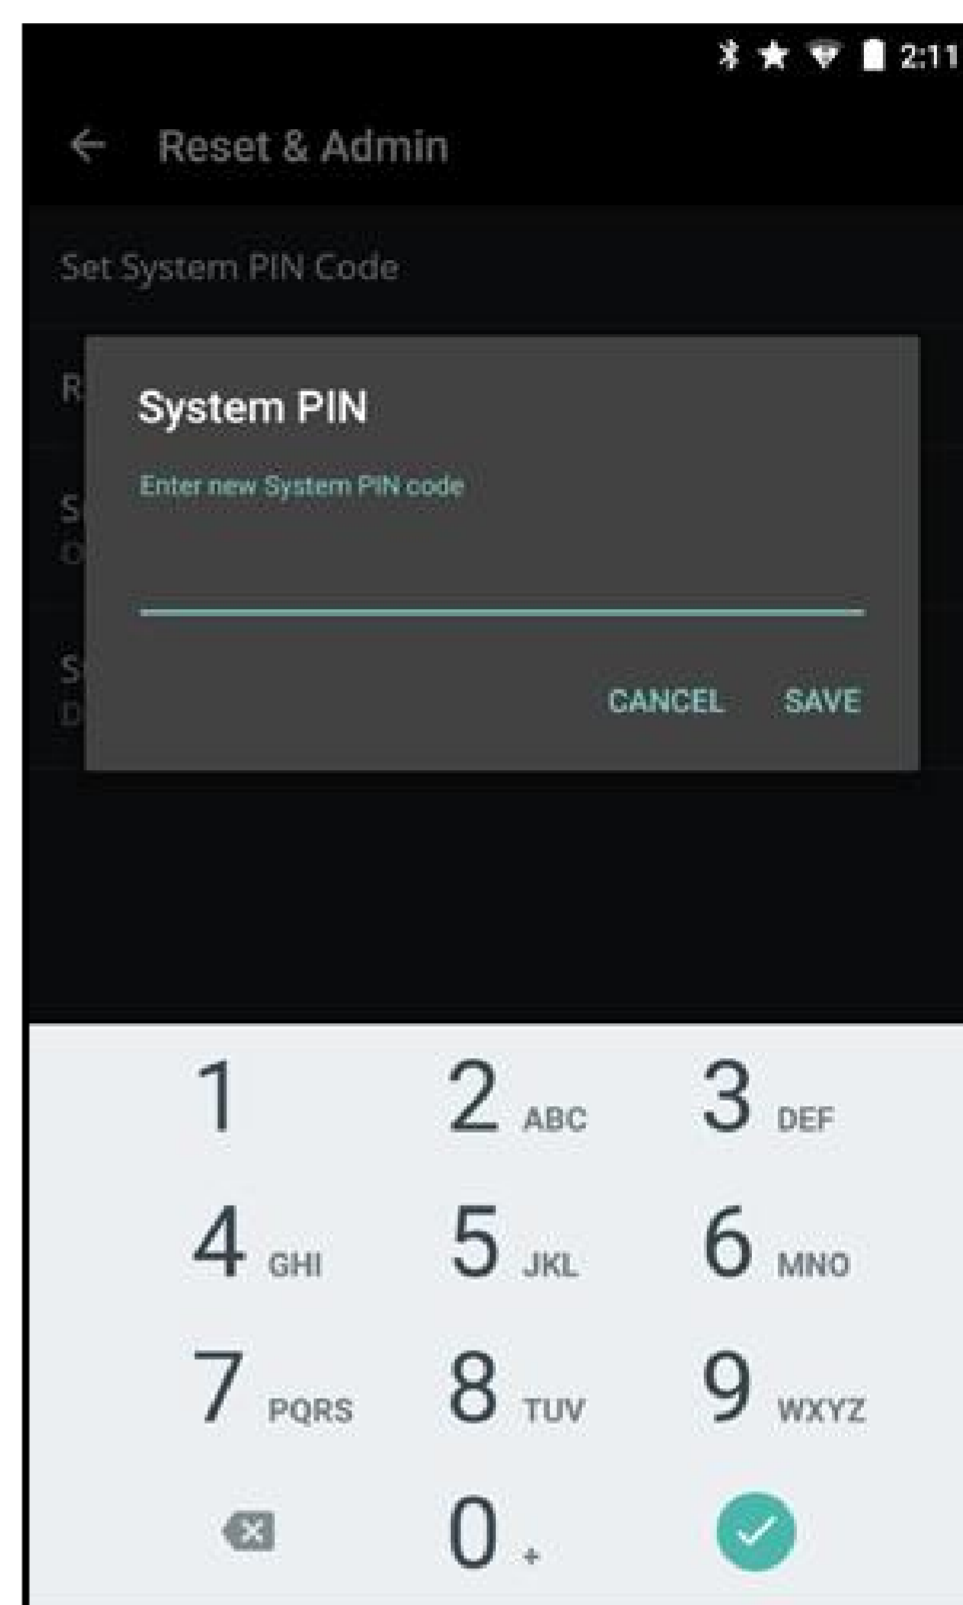 2:11
Reset & Admin
Set System PIN Code
R
System PIN
Enter new System PIN code
S
O
S
D
CANCEL SAVE
1 2 ABC 3 DEF
4 GHI 5 JKL 6 MNO
7 PQRS 8 TUV 9 WXYZ
0 +